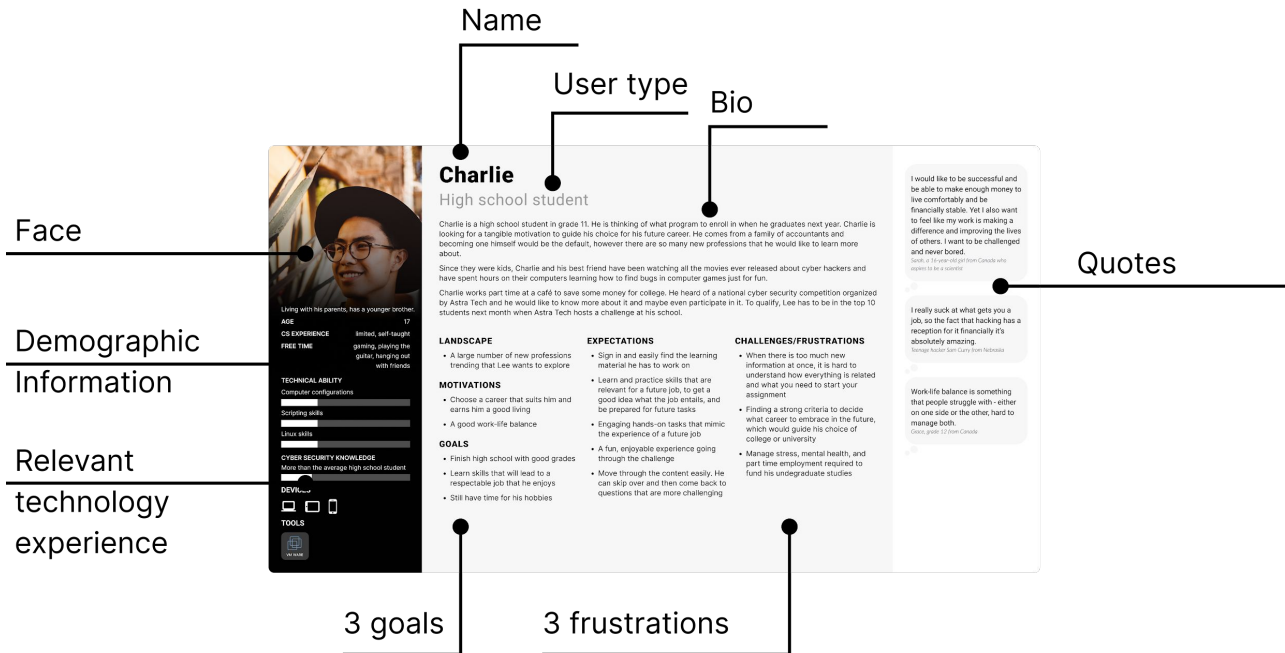 Name
User type
Bio
Face
Demographic
Information
Relevant
technology
experience
Living with his parents, has a younger brother.
AGE 17
CS EXPERIENCE limited, self-taught
FREE TIME gaming, playing the
guitar, hanging out
with friends
TECHNICAL ABILITY
Computer configurations
Scripting skills
Linux skills
CYBER SECURITY KNOWLEDGE
More than the average high school student
DEVICES
TOOLS
VM WARE
Charlie
High school student
Charlie is a high school student in grade 11. He is thinking of what program to enroll in when he graduates next year. Charlie is
looking for a tangible motivation to guide his choice for his future career. He comes from a family of accountants and
becoming one himself would be the default, however there are so many new professions that he would like to learn more
about.
Since they were kids, Charlie and his best friend have been watching all the movies ever released about cyber hackers and
have spent hours on their computers learning how to find bugs in computer games just for fun.
Charlie works part time at a café to save some money for college. He heard of a national cyber security competition organized
by Astra Tech and he would like to know more about it and maybe even participate in it. To qualify, Lee has to be in the top 10
students next month when Astra Tech hosts a challenge at his school.
LANDSCAPE
• A large number of new professions
trending that Lee wants to explore
MOTIVATIONS
• Choose a career that suits him and
earns him a good living
• A good work-life balance
GOALS
• Finish high school with good grades
• Learn skills that will lead to a
respectable job that he enjoys
• Still have time for his hobbies
EXPECTATIONS
• Sign in and easily find the learning
material he has to work on
• Learn and practice skills that are
relevant for a future job, to get a
good idea what the job entails, and
be prepared for future tasks
• Engaging hands-on tasks that mimic
the experience of a future job
• A fun, enjoyable experience going
through the challenge
• Move through the content easily. He
can skip over and then come back to
questions that are more challenging
CHALLENGES/FRUSTRATIONS
• When there is too much new
information at once, it is hard to
understand how everything is related
and what you need to start your
assignment
• Finding a strong criteria to decide
what career to embrace in the future,
which would guide his choice of
college or university
• Manage stress, mental health, and
part time employment required to
fund his undergraduate studies
I would like to be successful and
be able to make enough money to
live comfortably and be
financially stable. Yet I also want
to feel like my work is making a
difference and improving the lives
of others. I want to be challenged
and never bored.
Sarah, a 16-year-old girl from Canada who
aspires to be a scientist
I really suck at what gets you a
job, so the fact that hacking has a
reception for it financially it's
absolutely amazing.
Teenage hacker Sam Curry from Nebraska
Work-life balance is something
that people struggle with - either
on one side or the other, hard to
manage both.
Grace, grade 12 from Canada
Quotes
3 goals
3 frustrations